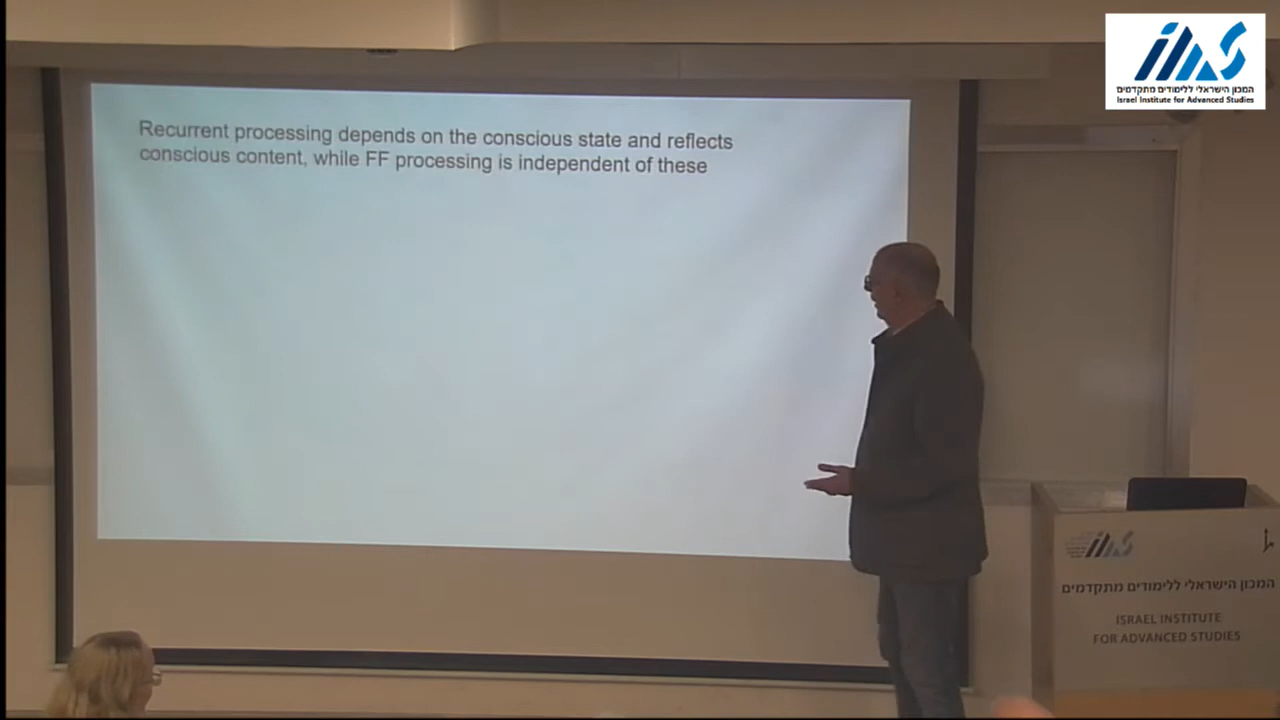 המכון הישראלי ללימודים מתקדמים
Israel Institute for Advanced Studies
Recurrent processing depends on the conscious state and reflects
conscious content, while FF processing is independent of these
המכון הישראלי ללימודים מתקדמים
ISRAEL INSTITUTE
FOR ADVANCED STUDIES